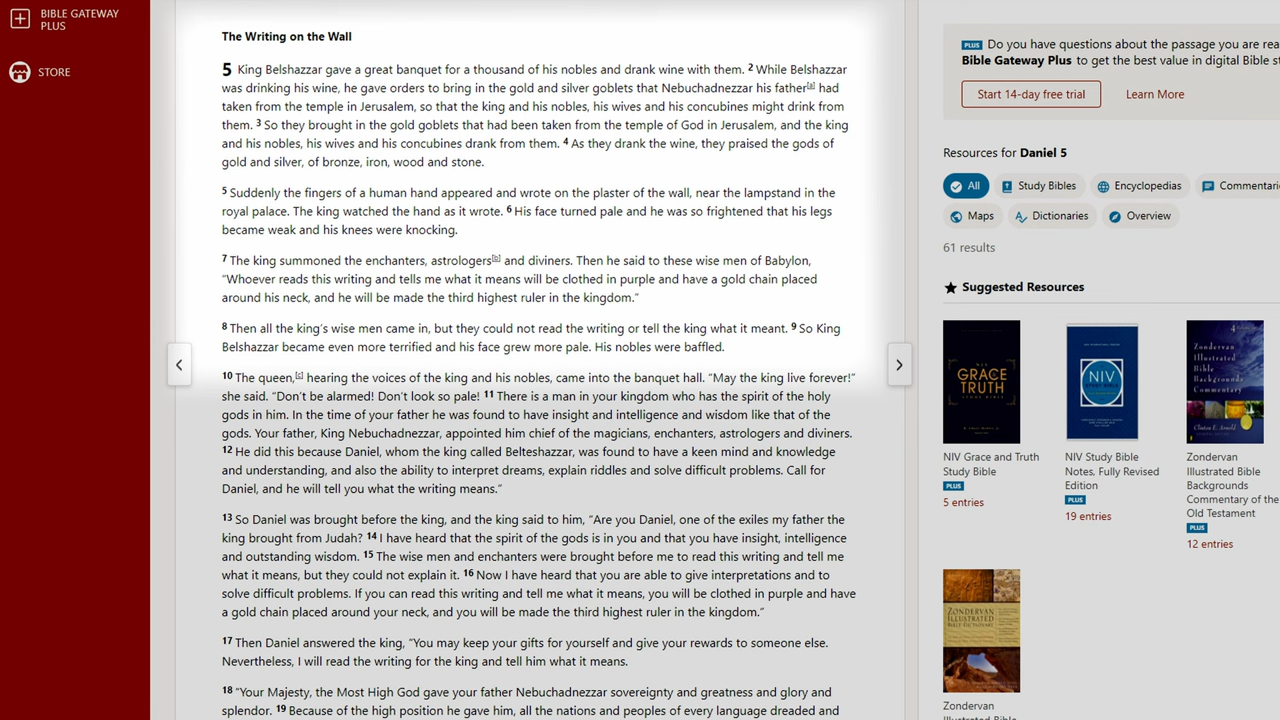 BIBLE GATEWAY
PLUS
STORE
The Writing on the Wall
5 King Belshazzar gave a great banquet for a thousand of his nobles and drank wine with them. 2 While Belshazzar
was drinking his wine, he gave orders to bring in the gold and silver goblets that Nebuchadnezzar his father[a] had
taken from the temple in Jerusalem, so that the king and his nobles, his wives and his concubines might drink from
them. 3 So they brought in the gold goblets that had been taken from the temple of God in Jerusalem, and the king
and his nobles, his wives and his concubines drank from them. 4 As they drank the wine, they praised the gods of
gold and silver, of bronze, iron, wood and stone.
5 Suddenly the fingers of a human hand appeared and wrote on the plaster of the wall, near the lampstand in the
royal palace. The king watched the hand as it wrote. 6 His face turned pale and he was so frightened that his legs
became weak and his knees were knocking.
7 The king summoned the enchanters, astrologers[b] and diviners. Then he said to these wise men of Babylon,
“Whoever reads this writing and tells me what it means will be clothed in purple and have a gold chain placed
around his neck, and he will be made the third highest ruler in the kingdom.”
8 Then all the king’s wise men came in, but they could not read the writing or tell the king what it meant. 9 So King
Belshazzar became even more terrified and his face grew more pale. His nobles were baffled.
10 The queen,[c] hearing the voices of the king and his nobles, came into the banquet hall. “May the king live forever!”
she said. “Don’t be alarmed! Don’t look so pale! 11 There is a man in your kingdom who has the spirit of the holy
gods in him. In the time of your father he was found to have insight and intelligence and wisdom like that of the
gods. Your father, King Nebuchadnezzar, appointed him chief of the magicians, enchanters, astrologers and diviners.
12 He did this because Daniel, whom the king called Belteshazzar, was found to have a keen mind and knowledge
and understanding, and also the ability to interpret dreams, explain riddles and solve difficult problems. Call for
Daniel, and he will tell you what the writing means.”
13 So Daniel was brought before the king, and the king said to him, “Are you Daniel, one of the exiles my father the
king brought from Judah? 14 I have heard that the spirit of the gods is in you and that you have insight, intelligence
and outstanding wisdom. 15 The wise men and enchanters were brought before me to read this writing and tell me
what it means, but they could not explain it. 16 Now I have heard that you are able to give interpretations and to
solve difficult problems. If you can read this writing and tell me what it means, you will be clothed in purple and have
a gold chain placed around your neck, and you will be made the third highest ruler in the kingdom.”
17 Then Daniel answered the king, “You may keep your gifts for yourself and give your rewards to someone else.
Nevertheless, I will read the writing for the king and tell him what it means.
18 “Your Majesty, the Most High God gave your father Nebuchadnezzar sovereignty and greatness and glory and
splendor. 19 Because of the high position he gave him, all the nations and peoples of every language dreaded and
PLUS Do you have questions about the passage you are rea
Bible Gateway Plus to get the best value in digital Bible st
Start 14-day free trial
Learn More
Resources for Daniel 5
All
Study Bibles
Encyclopedias
Commentari
Maps
Dictionaries
Overview
61 results
Suggested Resources
NIV
GRACE
TRUTH
STUDY BIBLE
NIV
STUDY BIBLE
Zondervan
Illustrated
Bible
Backgrounds
Commentary
NIV Grace and Truth
Study Bible
PLUS
5 entries
NIV Study Bible
Notes, Fully Revised
Edition
PLUS
19 entries
Zondervan
Illustrated Bible
Backgrounds
Commentary of the
Old Testament
PLUS
12 entries
ZONDERVAN
ILLUSTRATED
BIBLE DICTIONARY
Zondervan